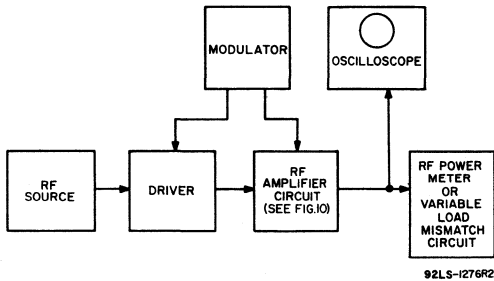 MODULATOR
OSCILLOSCOPE
RF
SOURCE
DRIVER
RF
AMPLIFIER
CIRCUIT
(SEE FIG.10)
RF POWER
METER
OR
VARIABLE
LOAD
MISMATCH
CIRCUIT
92LS-1276R2